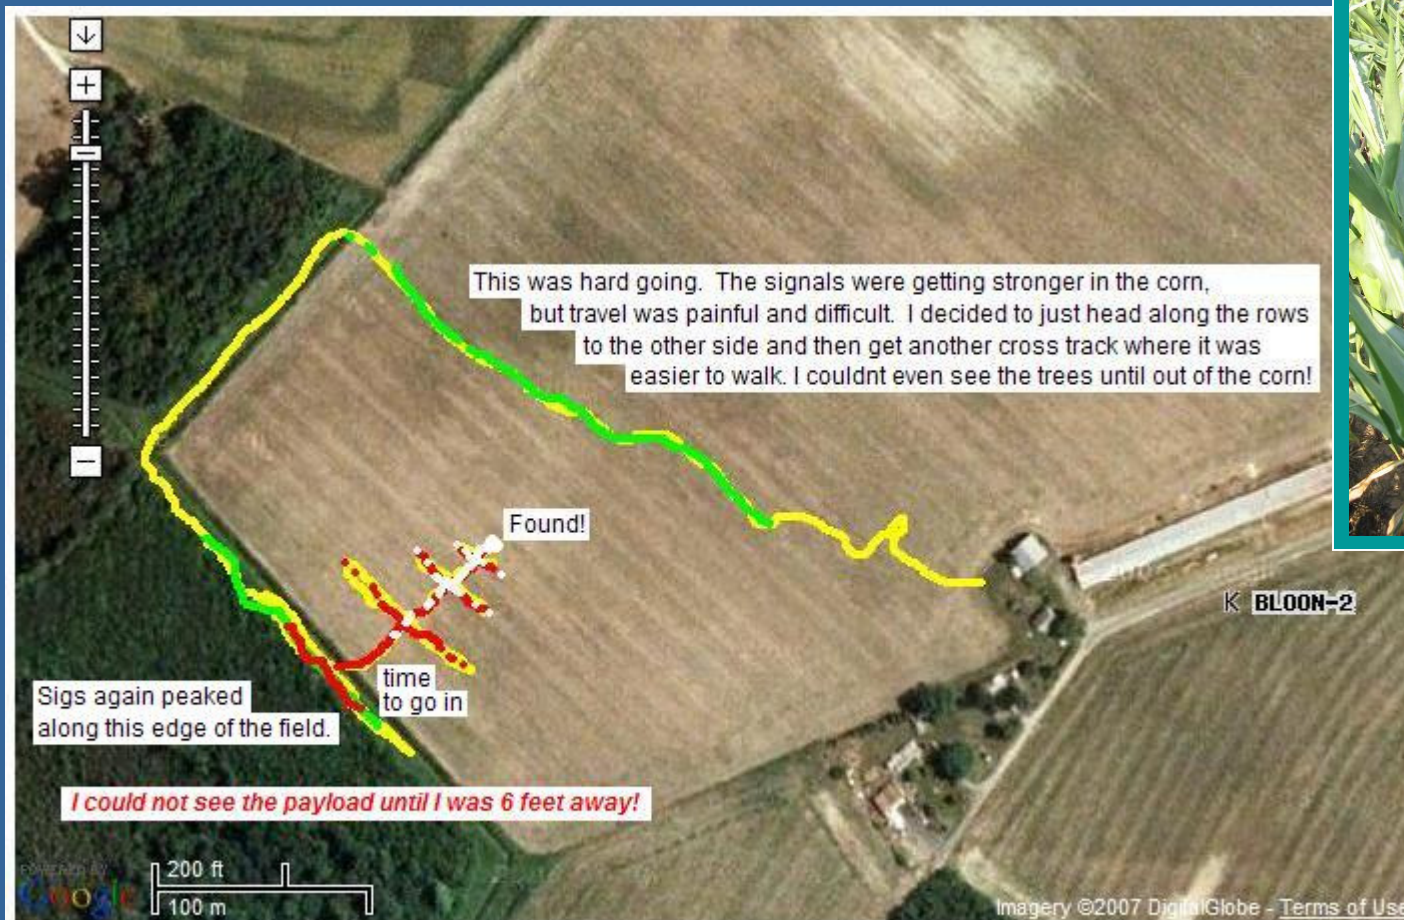 This was hard going.  The signals were getting stronger in the corn,
but travel was painful and difficult.  I decided to just head along the rows
to the other side and then get another cross track where it was
easier to walk. I couldnt even see the trees until out of the corn!
Found!
K BLOON-2
time
to go in
Sigs again peaked
along this edge of the field.
I could not see the payload until I was 6 feet away!
POWERED BY
Google
200 ft
100 m
Imagery ©2007 DigitalGlobe - Terms of Use